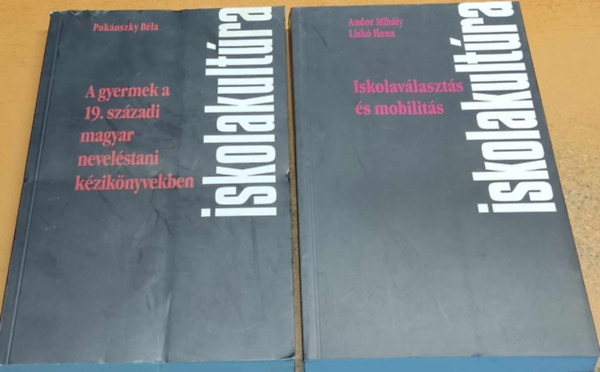 Pukánszky Béla
A gyermek a
19. századi
magyar
neveléstani
kézikönyvekben
iskolakultúra
Andor Mihály
Liskó Ilona
Iskolaválasztás
és mobilitás
iskolakultúra